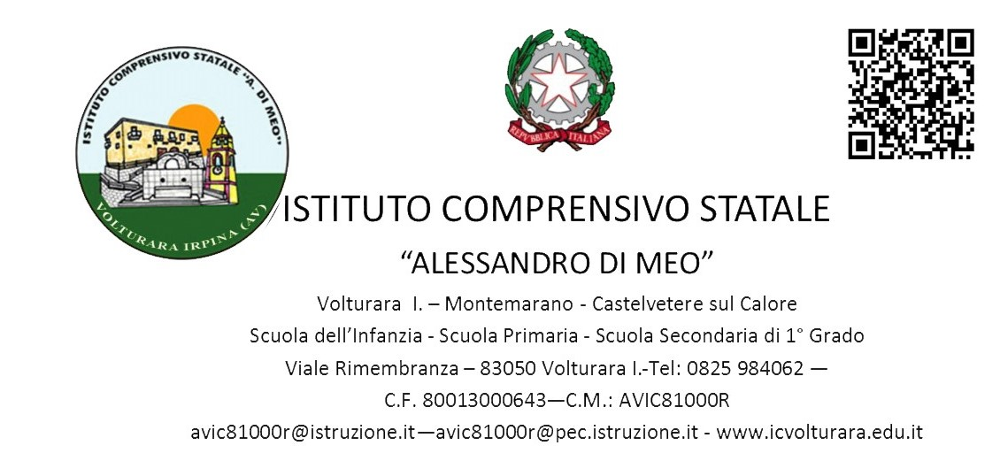 ISTITUTO COMPRENSIVO STATALE "A. DI MEO"
VOLTURARA IRPINA (AV)
REPVBBLICA ITALIANA
ISTITUTO COMPRENSIVO STATALE
“ALESSANDRO DI MEO”
Volturara  I. – Montemarano - Castelvetere sul Calore
Scuola dell’Infanzia - Scuola Primaria - Scuola Secondaria di 1° Grado
Viale Rimembranza – 83050 Volturara I.-Tel: 0825 984062 —
C.F. 80013000643—C.M.: AVIC81000R
avic81000r@istruzione.it—avic81000r@pec.istruzione.it - www.icvolturara.edu.it